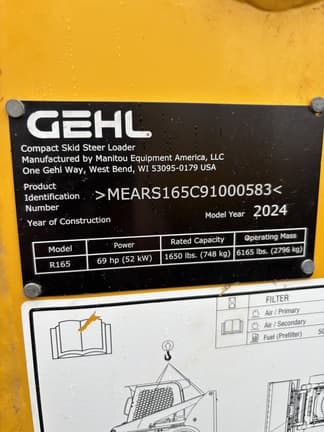 GEHL
Compact Skid Steer Loader
Manufactured by Manitou Equipment America, LLC
One Gehl Way, West Bend, WI 53095-0179 USA
Product
Identification >MEARS165C91000583<
Number
Year of Construction Model Year 2024
Model Power Rated Capacity Operating Mass
R165 69 hp (52 kW) 1650 lbs. (748 kg) 6165 lbs. (2796 kg)
FILTER
Air / Primary
Air / Secondary
Fuel (Prefilter)